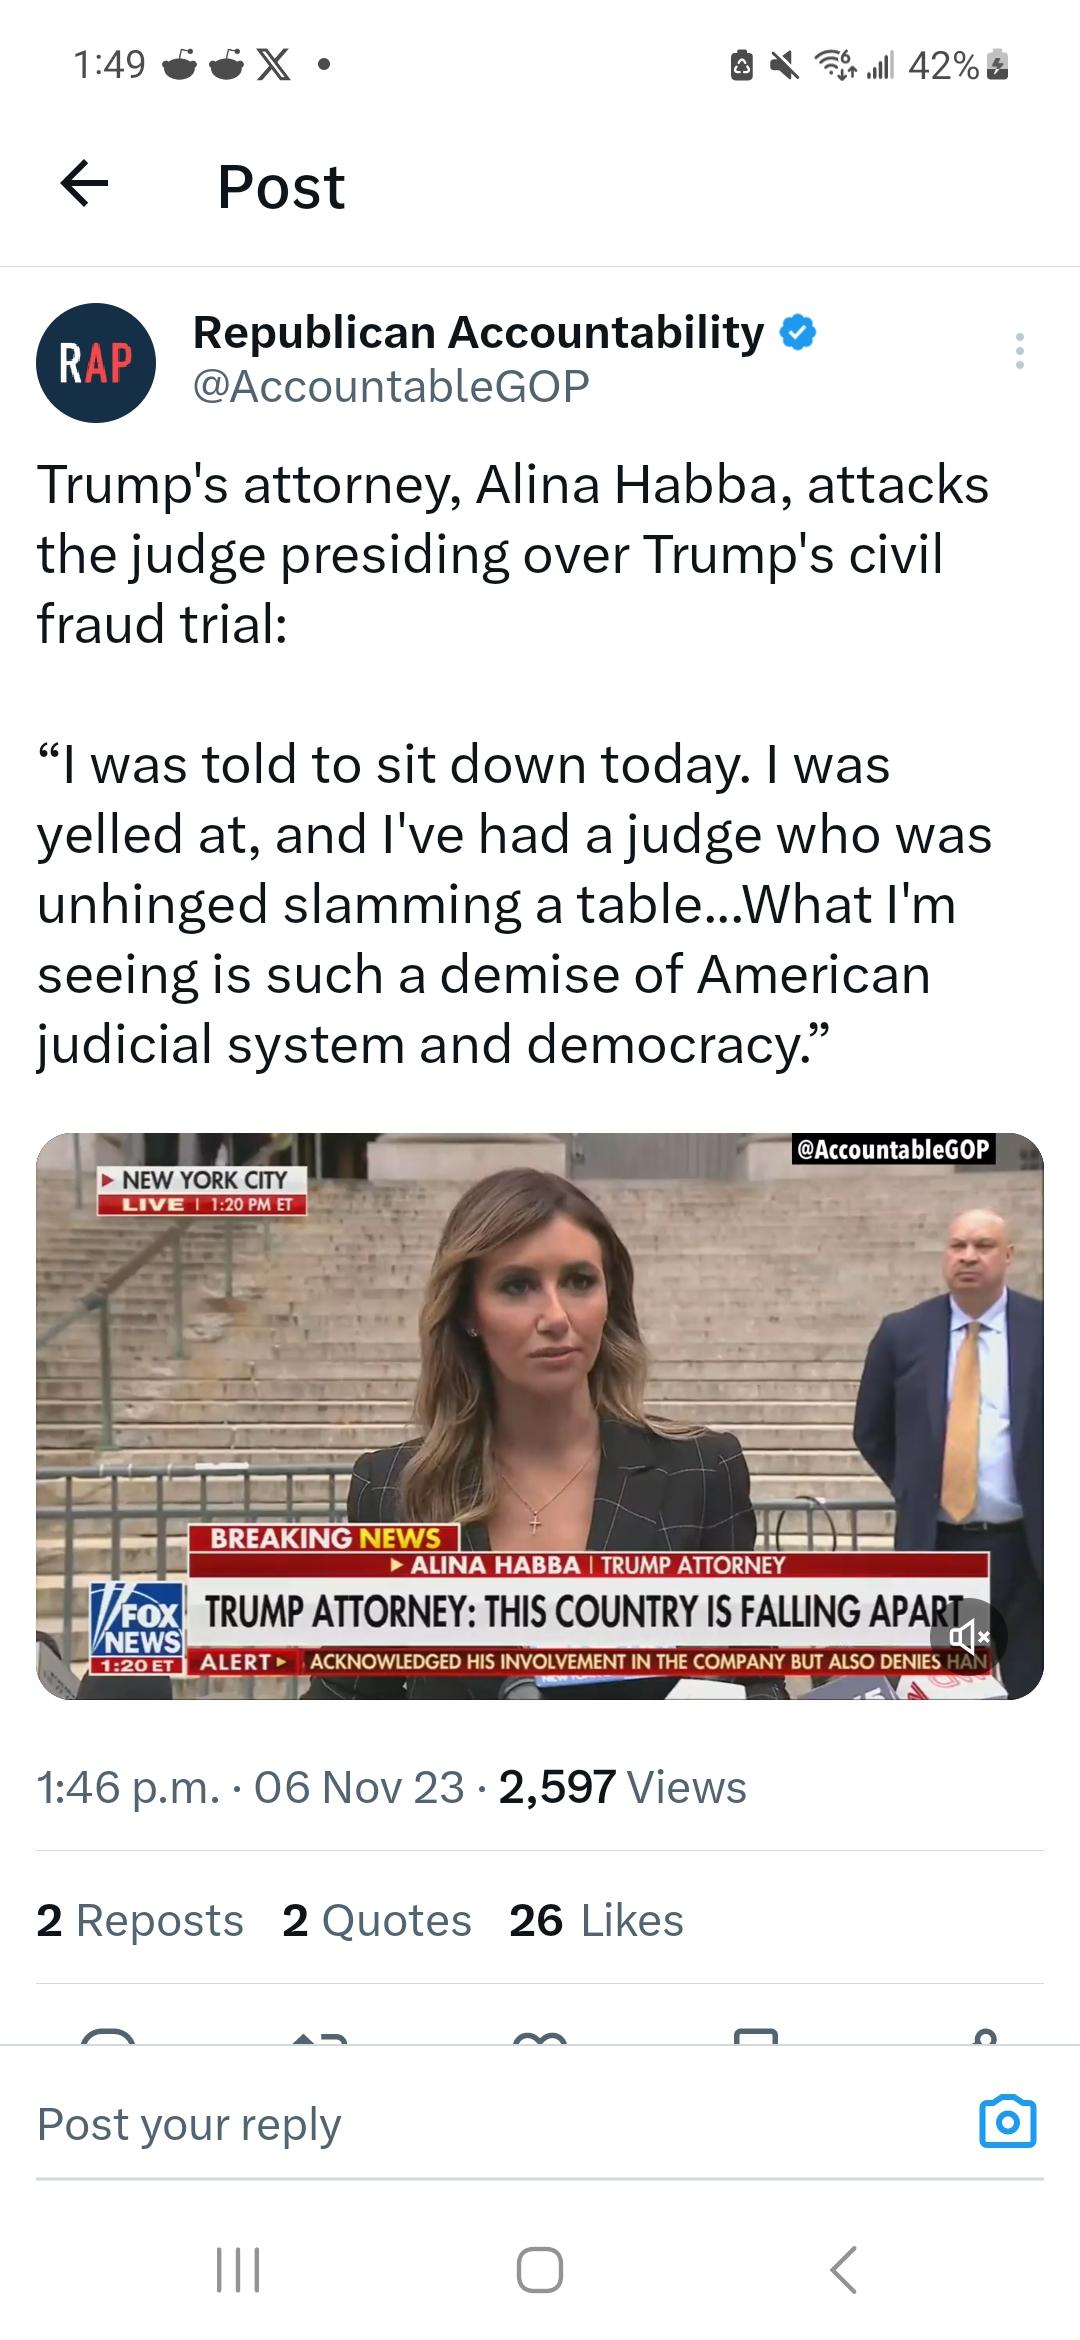 1:49
42%
Post
RAP
Republican Accountability
@AccountableGOP
Trump's attorney, Alina Habba, attacks
the judge presiding over Trump's civil
fraud trial:
“I was told to sit down today. I was
yelled at, and I've had a judge who was
unhinged slamming a table...What I'm
seeing is such a demise of American
judicial system and democracy.”
@AccountableGOP
NEW YORK CITY
LIVE | 1:20 PM ET
BREAKING NEWS
ALINA HABBA | TRUMP ATTORNEY
TRUMP ATTORNEY: THIS COUNTRY IS FALLING APART
FOX
NEWS
1:20 ET
ALERT ACKNOWLEDGED HIS INVOLVEMENT IN THE COMPANY BUT ALSO DENIES HAN
1:46 p.m. · 06 Nov 23 · 2,597 Views
2 Reposts 2 Quotes 26 Likes
Post your reply